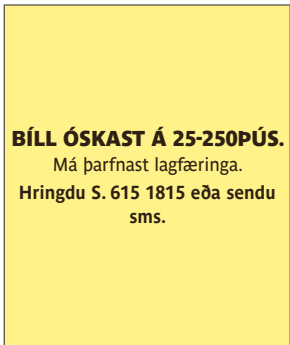 BÍLL ÓSKAST Á 25-250ÞÚS.
Má þarfnast lagfæringa.
Hringdu S. 615 1815 eða sendu
sms.